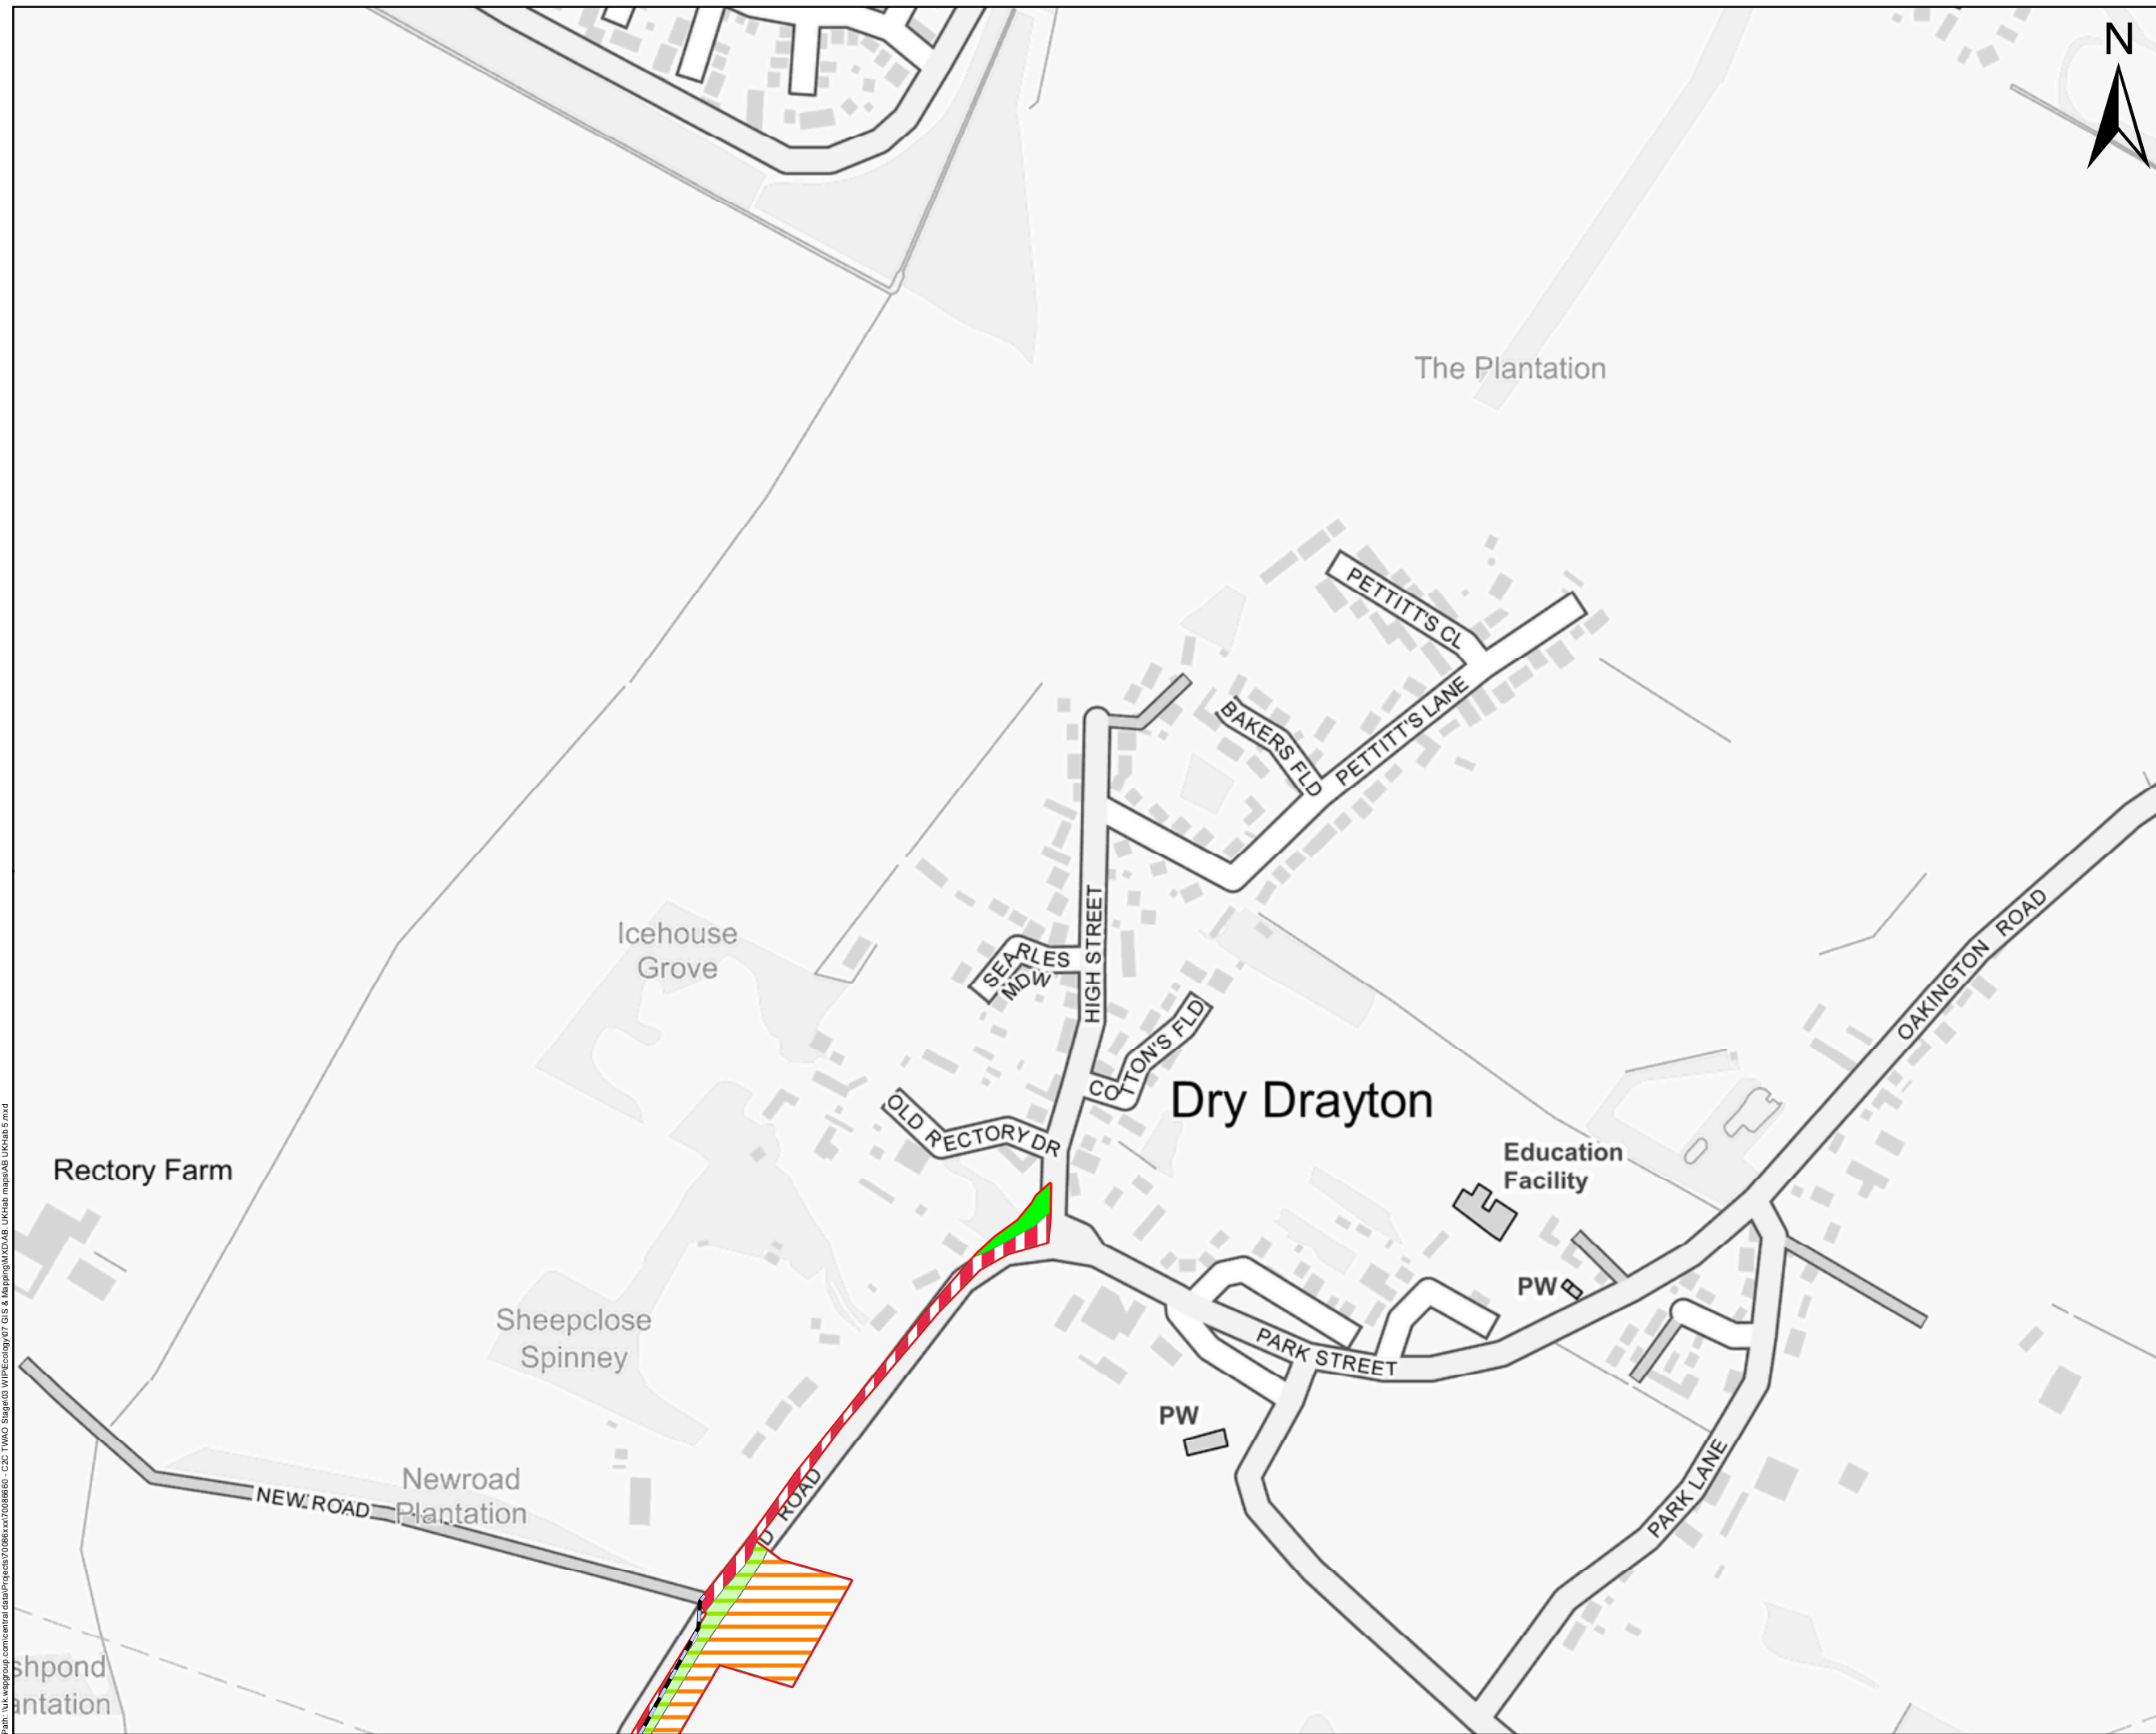 N
The Plantation
PETTITT'S CL
PETTITT'S LANE
BAKERS FLD
HIGH STREET
Icehouse
Grove
SEARLES
MDW
OAKINGTON ROAD
COTTON'S FLD
Dry Drayton
OLD RECTORY DR
Education
Facility
Rectory Farm
PW
Sheepclose
Spinney
PARK STREET
PW
Newroad
Plantation
NEW ROAD
D ROAD
PARK LANE
shpond
antation